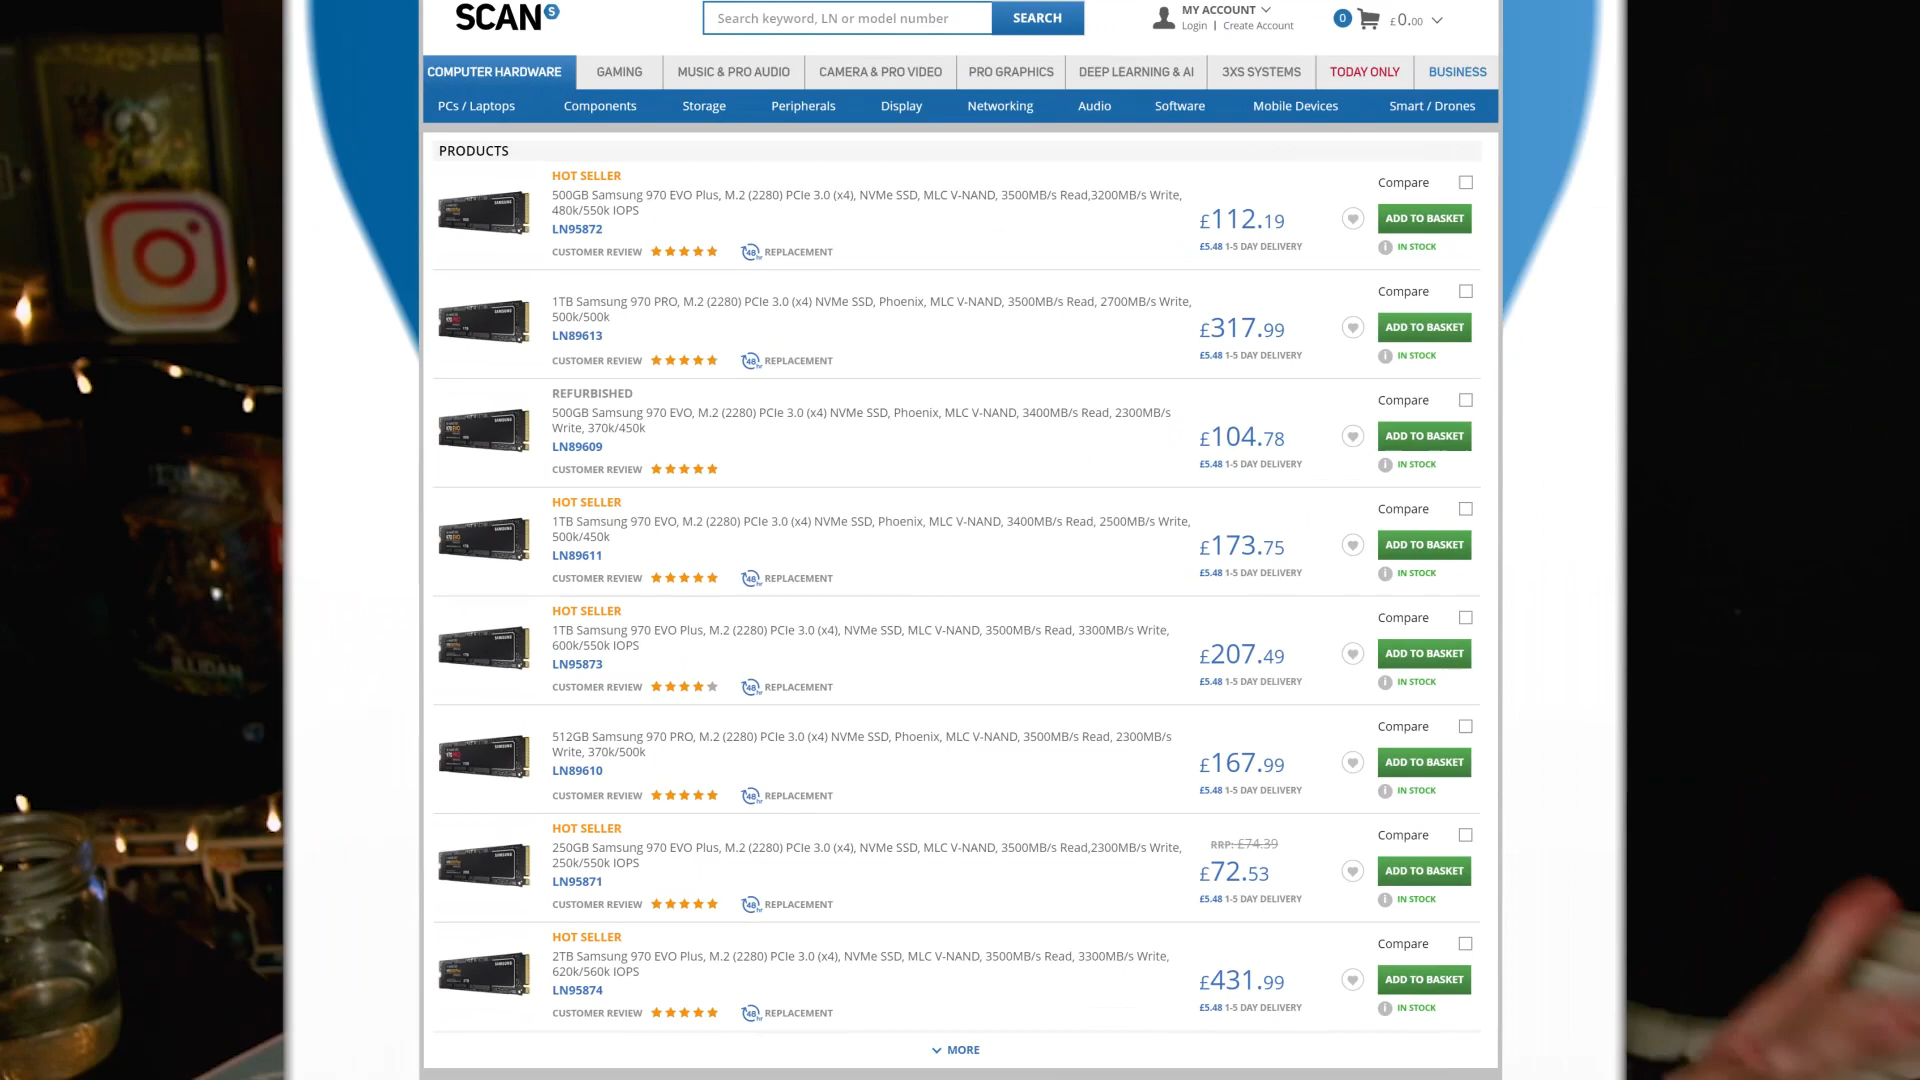 SCAN S
Search keyword, LN or model number
SEARCH
MY ACCOUNT
Login | Create Account
0
£0.00
COMPUTER HARDWARE
GAMING
MUSIC & PRO AUDIO
CAMERA & PRO VIDEO
PRO GRAPHICS
DEEP LEARNING & AI
3XS SYSTEMS
TODAY ONLY
BUSINESS
PCs / Laptops
Components
Storage
Peripherals
Display
Networking
Audio
Software
Mobile Devices
Smart / Drones
PRODUCTS
HOT SELLER
500GB Samsung 970 EVO Plus, M.2 (2280) PCIe 3.0 (x4), NVMe SSD, MLC V-NAND, 3500MB/s Read,3200MB/s Write,
480k/550k IOPS
LN95872
CUSTOMER REVIEW
48hr REPLACEMENT
£112.19
£5.48 1-5 DAY DELIVERY
Compare
ADD TO BASKET
IN STOCK
1TB Samsung 970 PRO, M.2 (2280) PCIe 3.0 (x4) NVMe SSD, Phoenix, MLC V-NAND, 3500MB/s Read, 2700MB/s Write,
500k/500k
LN89613
CUSTOMER REVIEW
48hr REPLACEMENT
£317.99
£5.48 1-5 DAY DELIVERY
Compare
ADD TO BASKET
IN STOCK
REFURBISHED
500GB Samsung 970 EVO, M.2 (2280) PCIe 3.0 (x4) NVMe SSD, Phoenix, MLC V-NAND, 3400MB/s Read, 2300MB/s
Write, 370k/450k
LN89609
CUSTOMER REVIEW
£104.78
£5.48 1-5 DAY DELIVERY
Compare
ADD TO BASKET
IN STOCK
HOT SELLER
1TB Samsung 970 EVO, M.2 (2280) PCIe 3.0 (x4) NVMe SSD, Phoenix, MLC V-NAND, 3400MB/s Read, 2500MB/s Write,
500k/450k
LN89611
CUSTOMER REVIEW
48hr REPLACEMENT
£173.75
£5.48 1-5 DAY DELIVERY
Compare
ADD TO BASKET
IN STOCK
HOT SELLER
1TB Samsung 970 EVO Plus, M.2 (2280) PCIe 3.0 (x4), NVMe SSD, MLC V-NAND, 3500MB/s Read, 3300MB/s Write,
600k/550k IOPS
LN95873
CUSTOMER REVIEW
48hr REPLACEMENT
£207.49
£5.48 1-5 DAY DELIVERY
Compare
ADD TO BASKET
IN STOCK
512GB Samsung 970 PRO, M.2 (2280) PCIe 3.0 (x4) NVMe SSD, Phoenix, MLC V-NAND, 3500MB/s Read, 2300MB/s
Write, 370k/500k
LN89610
CUSTOMER REVIEW
48hr REPLACEMENT
£167.99
£5.48 1-5 DAY DELIVERY
Compare
ADD TO BASKET
IN STOCK
HOT SELLER
250GB Samsung 970 EVO Plus, M.2 (2280) PCIe 3.0 (x4), NVMe SSD, MLC V-NAND, 3500MB/s Read,2300MB/s Write,
250k/550k IOPS
LN95871
CUSTOMER REVIEW
48hr REPLACEMENT
RRP: £74.39
£72.53
£5.48 1-5 DAY DELIVERY
Compare
ADD TO BASKET
IN STOCK
HOT SELLER
2TB Samsung 970 EVO Plus, M.2 (2280) PCIe 3.0 (x4), NVMe SSD, MLC V-NAND, 3500MB/s Read, 3300MB/s Write,
620k/560k IOPS
LN95874
CUSTOMER REVIEW
48hr REPLACEMENT
£431.99
£5.48 1-5 DAY DELIVERY
Compare
ADD TO BASKET
IN STOCK
MORE